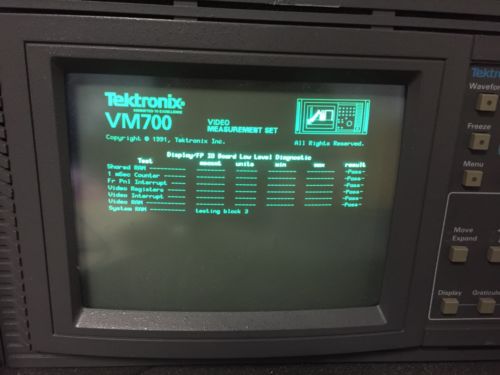 Tektronix
COMMITTED TO EXCELLENCE
VM700 VIDEO MEASUREMENT SET
Copyright © 1991, Tektronix Inc. All Rights Reserved.
Display/FP IO Board Low Level Diagnostic
Test amount units min max result
Shared RAM ---------- ------ ------ ------ ------ -Pass-
1 mSec Counter ------ ------ ------ ------ ------ -Pass-
Fr Pnl Interrupt ---- ------ ------ ------ ------ -Pass-
Video Registers ----- ------ ------ ------ ------ -Pass-
Video Interrupt ----- ------ ------ ------ ------ -Pass-
Video RAM ----------- ------ ------ ------ ------ -Pass-
System RAM ---------- testing block 3
Tektro
Waveform
Freeze
Menu
Move
Expand
Display
Graticule